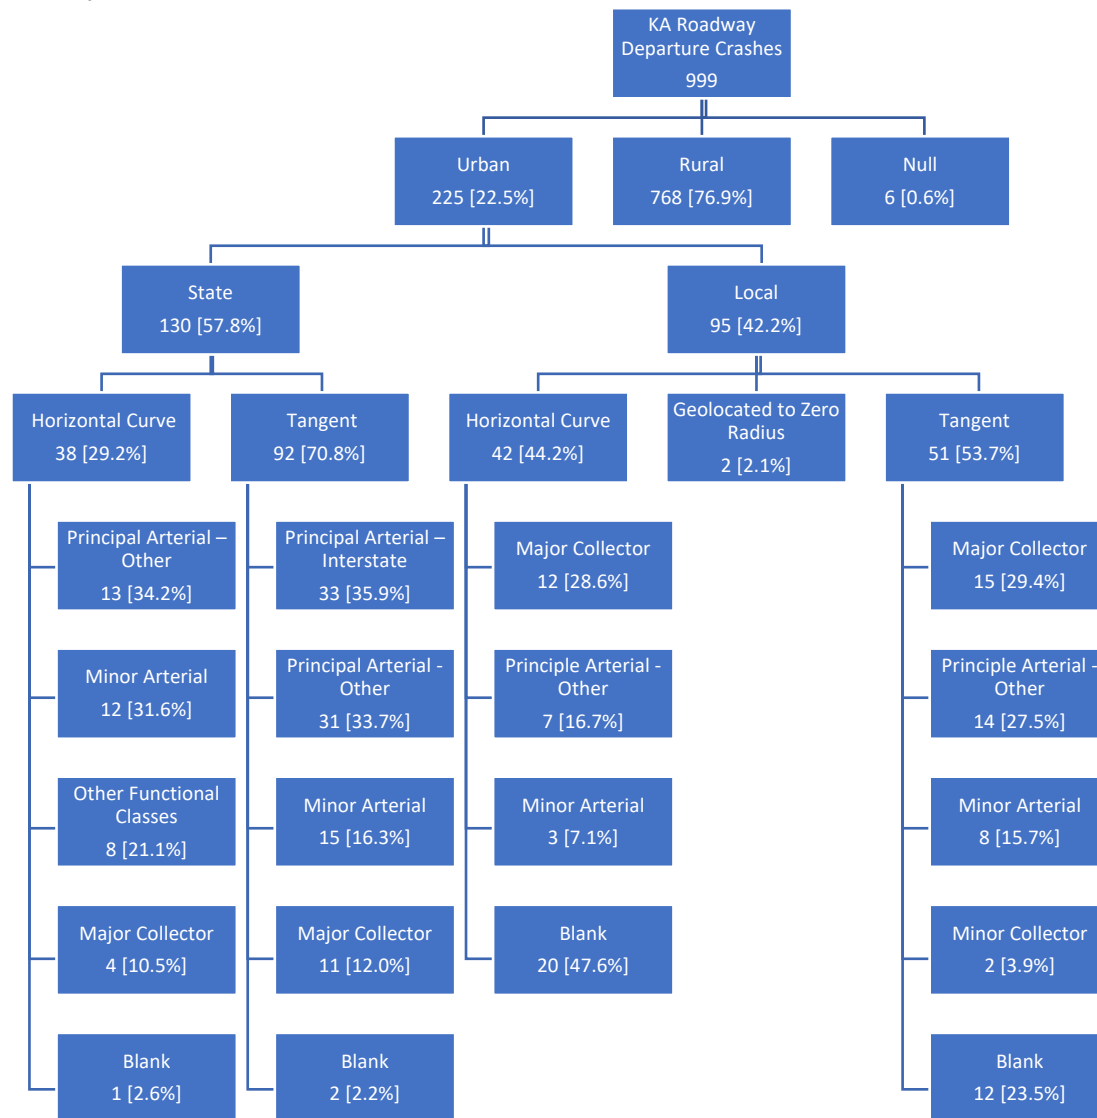 KA Roadway
Departure Crashes
999
Urban
225 [22.5%]
Rural
768 [76.9%]
Null
6 [0.6%]
State
130 [57.8%]
Local
95 [42.2%]
Horizontal Curve
38 [29.2%]
Tangent
92 [70.8%]
Horizontal Curve
42 [44.2%]
Geolocated to Zero
Radius
2 [2.1%]
Tangent
51 [53.7%]
Principal Arterial –
Other
13 [34.2%]
Principal Arterial –
Interstate
33 [35.9%]
Major Collector
12 [28.6%]
Major Collector
15 [29.4%]
Minor Arterial
12 [31.6%]
Principal Arterial -
Other
31 [33.7%]
Principle Arterial -
Other
7 [16.7%]
Principle Arterial -
Other
14 [27.5%]
Other Functional
Classes
8 [21.1%]
Minor Arterial
15 [16.3%]
Minor Arterial
3 [7.1%]
Minor Arterial
8 [15.7%]
Major Collector
4 [10.5%]
Major Collector
11 [12.0%]
Blank
20 [47.6%]
Minor Collector
2 [3.9%]
Blank
1 [2.6%]
Blank
2 [2.2%]
Blank
12 [23.5%]